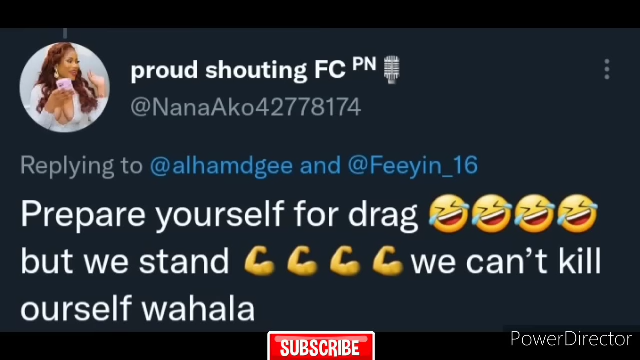 proud shouting FC ᴾᴺ🎙️
@NanaAko42778174
Replying to @alhamdgee and @Feeyin_16
Prepare yourself for drag 🤣🤣🤣🤣
but we stand 💪💪💪💪we can't kill
ourself wahala
PowerDirector
SUBSCRIBE